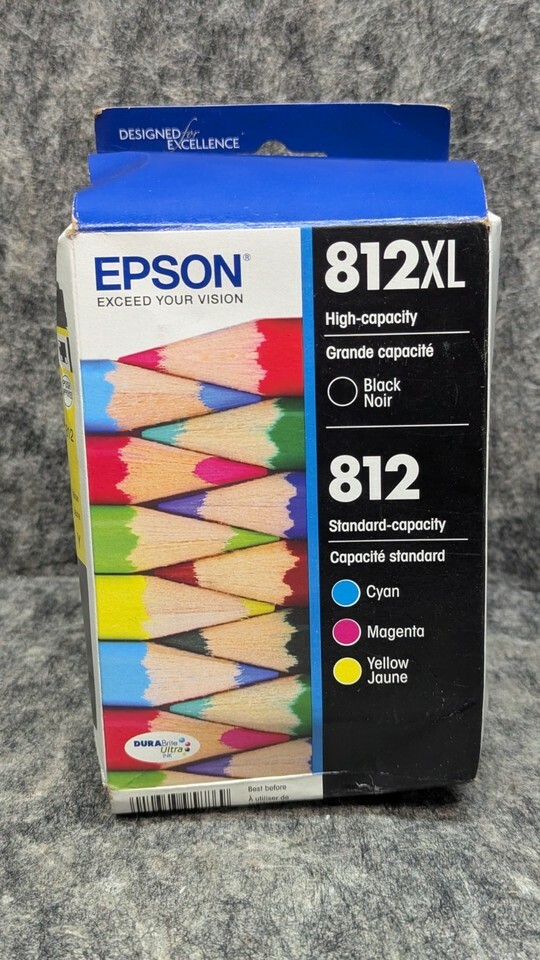 DESIGNED for
EXCELLENCE
EPSON®
EXCEED YOUR VISION
812XL
High-capacity
Grande capacité
Black
Noir
812
Standard-capacity
Capacité standard
Cyan
Magenta
Yellow
Jaune
DURABrite
Ultra
INK
Best before
À utiliser de